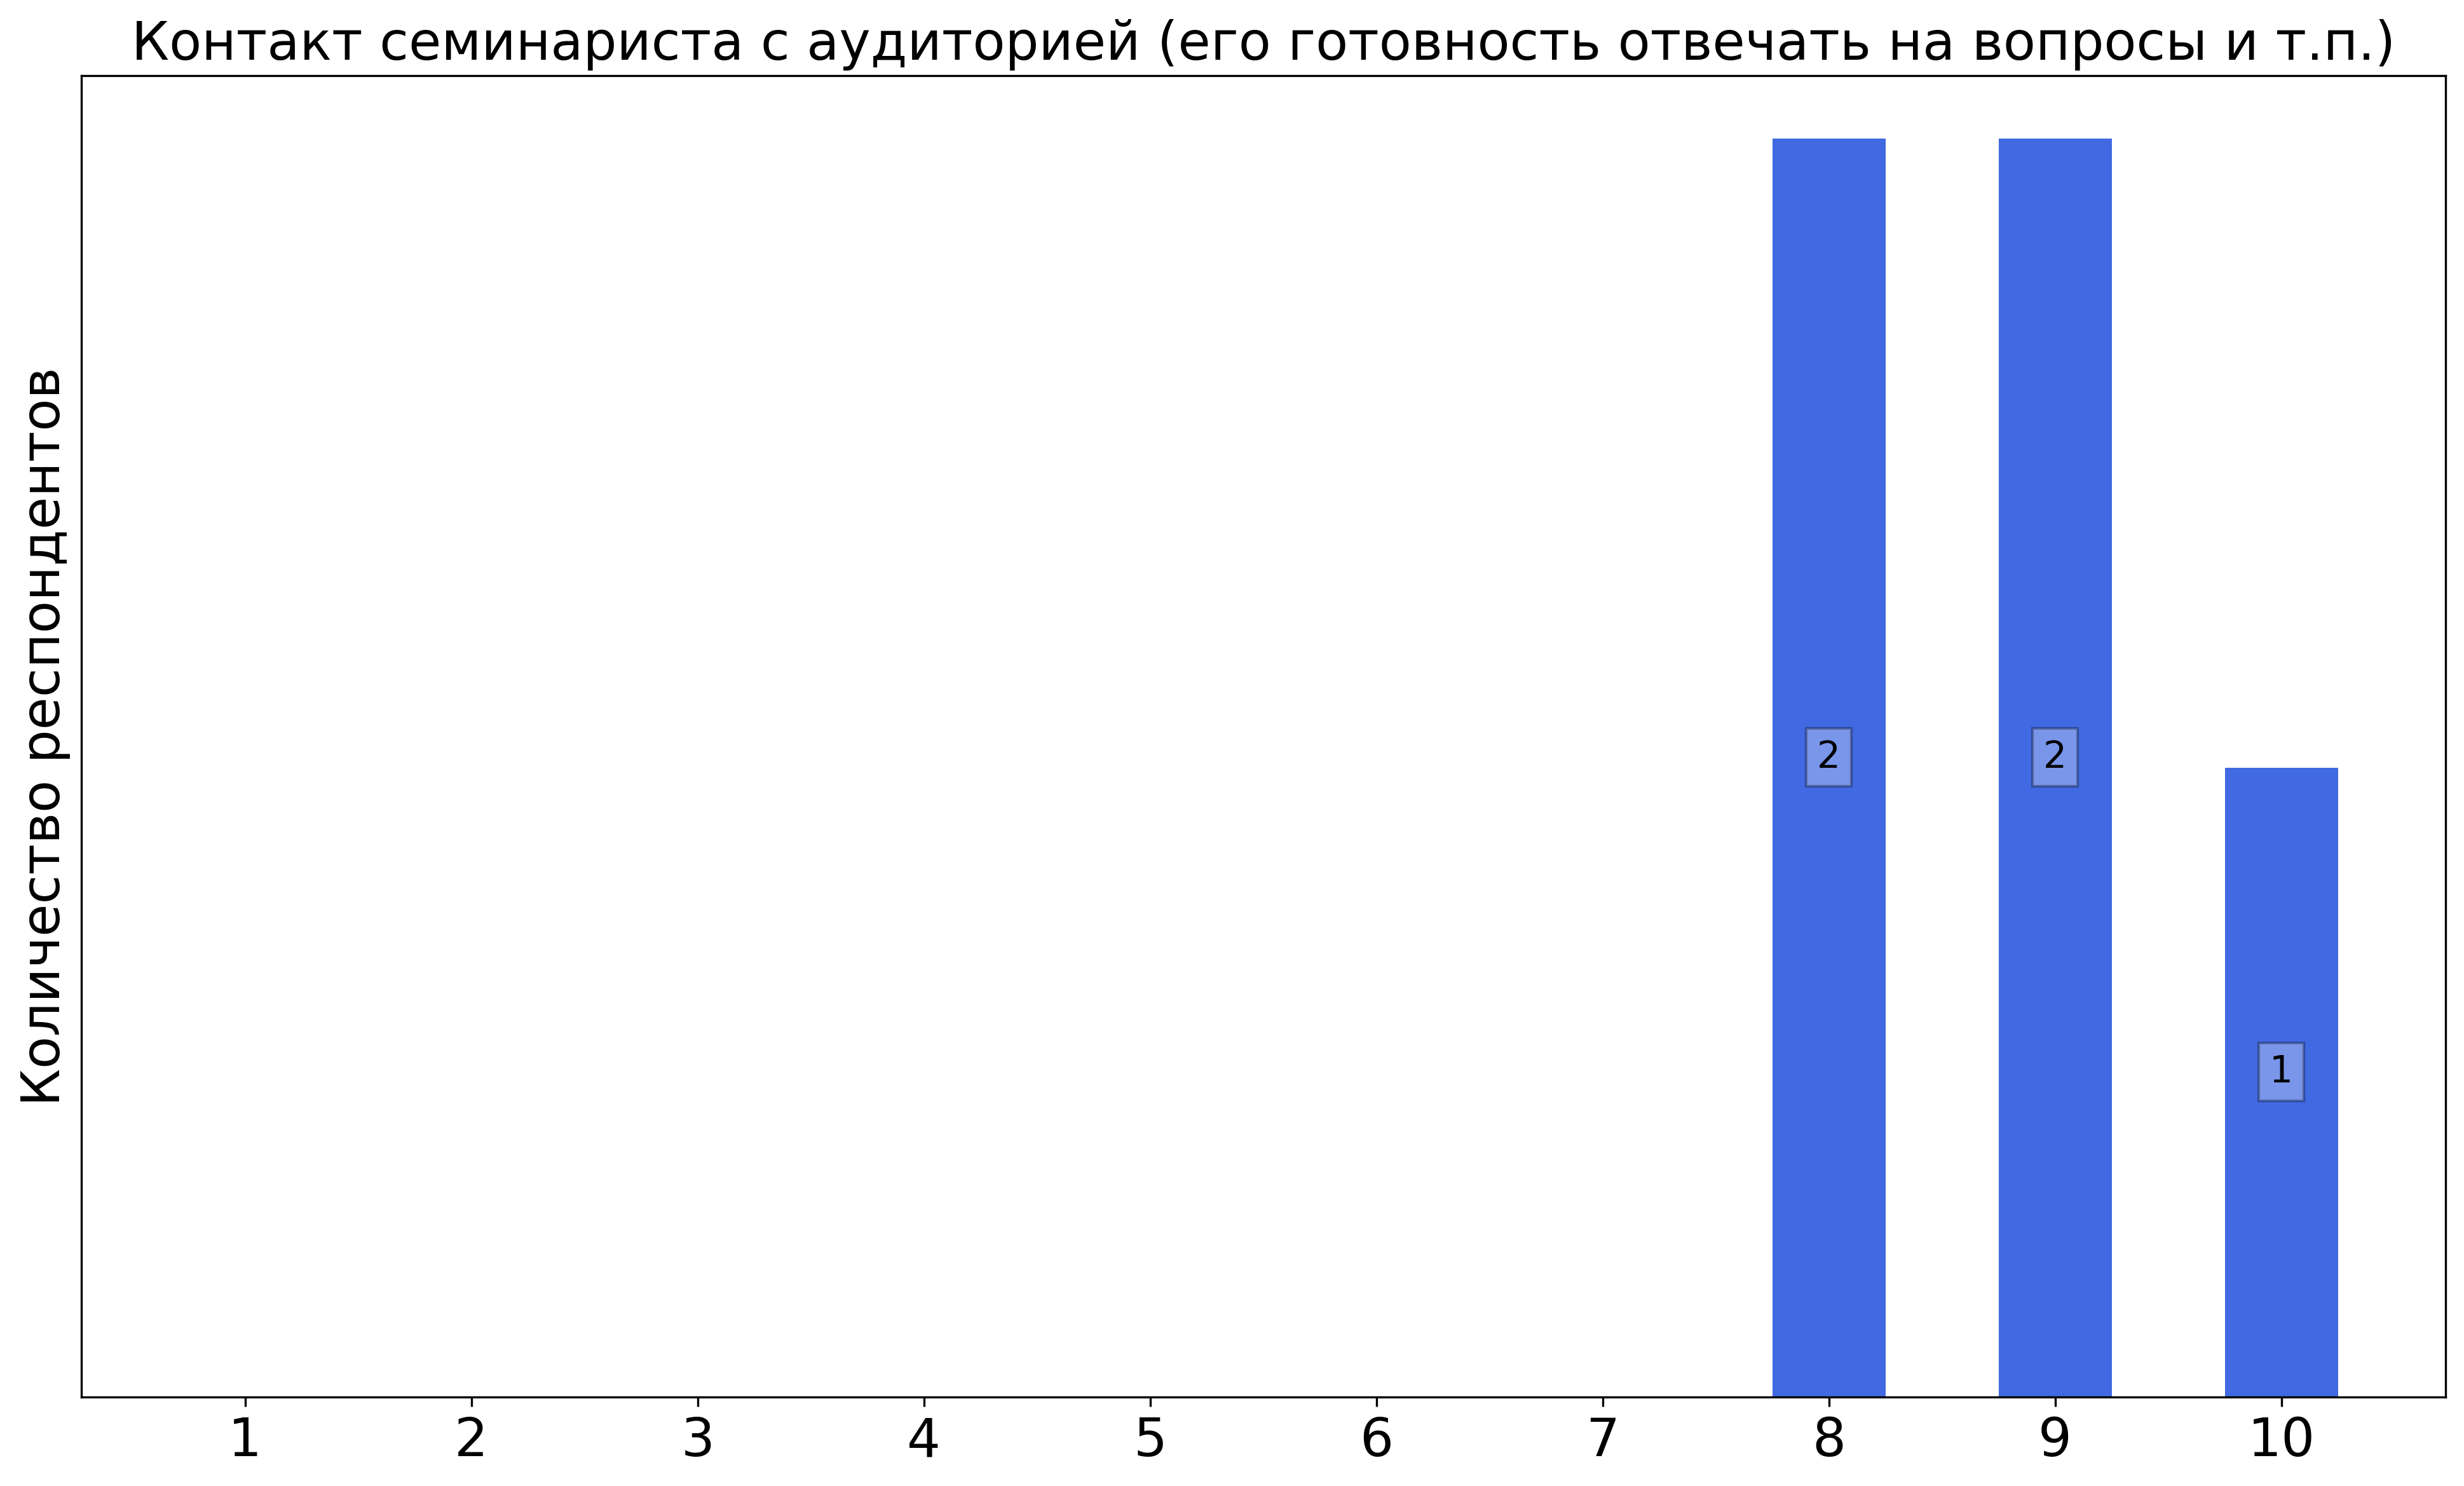 Контакт семинариста с аудиторией (его готовность отвечать на вопросы и т.п.)
Количество респондентов
2
2
1
1 2 3 4 5 6 7 8 9 10